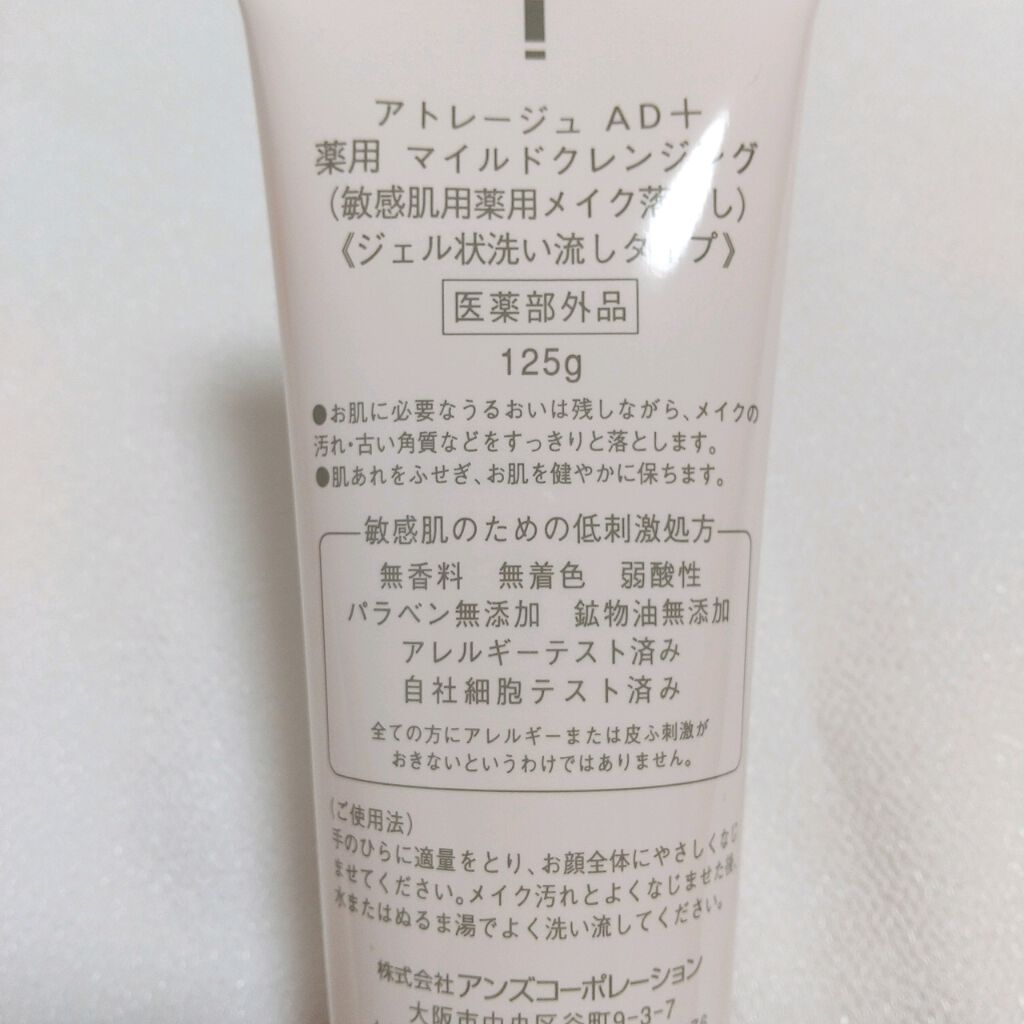 アトレージュ AD＋
薬用 マイルドクレンジング
(敏感肌用薬用メイク落とし)
《ジェル状洗い流しタイプ》
医薬部外品
125g
●お肌に必要なうるおいは残しながら、メイクの
汚れ・古い角質などをすっきりと落とします。
●肌あれをふせぎ、お肌を健やかに保ちます。
敏感肌のための低刺激処方
無香料 無着色 弱酸性
パラベン無添加 鉱物油無添加
アレルギーテスト済み
自社細胞テスト済み
全ての方にアレルギーまたは皮ふ刺激が
おきないというわけではありません。
(ご使用法)
手のひらに適量をとり、お顔全体にやさしくなじ
ませてください。メイク汚れとよくなじませた後、
水またはぬるま湯でよく洗い流してください。
株式会社アンズコーポレーション
大阪市中央区谷町9-3-7